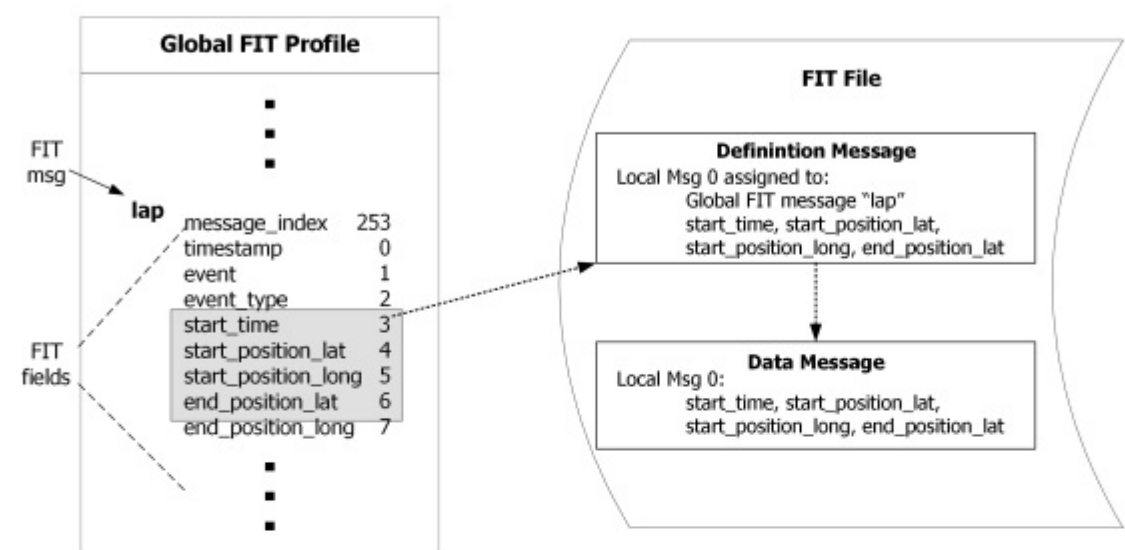 Global FIT Profile
FIT
msg
lap
message_index 253
timestamp 0
event 1
event_type 2
start_time 3
start_position_lat 4
start_position_long 5
end_position_lat 6
end_position_long 7
FIT
fields
FIT File
Definintion Message
Local Msg 0 assigned to:
Global FIT message “lap”
start_time, start_position_lat,
start_position_long, end_position_lat
Data Message
Local Msg 0:
start_time, start_position_lat,
start_position_long, end_position_lat